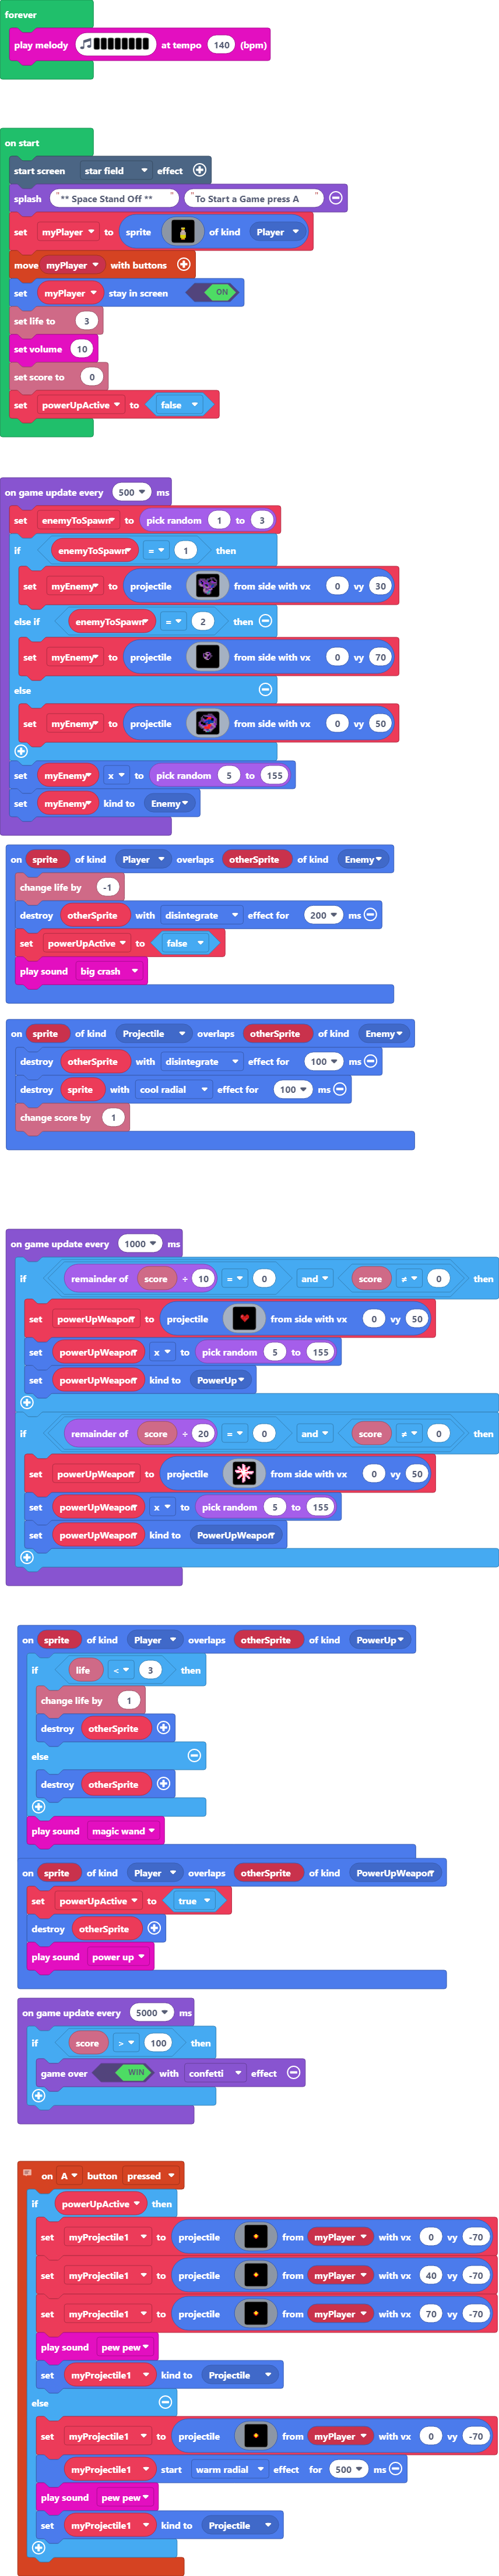 forever
play melody at tempo 140 (bpm)
on start
start screen star field effect
splash "** Space Stand Off **" "To Start a Game press A"
set myPlayer to sprite of kind Player
move myPlayer with buttons
set myPlayer stay in screen ON
set life to 3
set volume 10
set score to 0
set powerUpActive to false
on game update every 500 ms
set enemyToSpawn to pick random 1 to 3
if enemyToSpawn = 1 then
set myEnemy to projectile from side with vx 0 vy 30
else if enemyToSpawn = 2 then
set myEnemy to projectile from side with vx 0 vy 70
else
set myEnemy to projectile from side with vx 0 vy 50
set myEnemy x to pick random 5 to 155
set myEnemy kind to Enemy
on sprite of kind Player overlaps otherSprite of kind Enemy
change life by -1
destroy otherSprite with disintegrate effect for 200 ms
set powerUpActive to false
play sound big crash
on sprite of kind Projectile overlaps otherSprite of kind Enemy
destroy otherSprite with disintegrate effect for 100 ms
destroy sprite with cool radial effect for 100 ms
change score by 1
on game update every 1000 ms
if remainder of score ÷ 10 = 0 and score ≠ 0 then
set powerUpWeapon to projectile from side with vx 0 vy 50
set powerUpWeapon x to pick random 5 to 155
set powerUpWeapon kind to PowerUp
if remainder of score ÷ 20 = 0 and score ≠ 0 then
set powerUpWeapon to projectile from side with vx 0 vy 50
set powerUpWeapon x to pick random 5 to 155
set powerUpWeapon kind to PowerUpWeapon
on sprite of kind Player overlaps otherSprite of kind PowerUp
if life < 3 then
change life by 1
destroy otherSprite
else
destroy otherSprite
play sound magic wand
on sprite of kind Player overlaps otherSprite of kind PowerUpWeapon
set powerUpActive to true
destroy otherSprite
play sound power up
on game update every 5000 ms
if score > 100 then
game over WIN with confetti effect
on A button pressed
if powerUpActive then
set myProjectile1 to projectile from myPlayer with vx 0 vy -70
set myProjectile1 to projectile from myPlayer with vx 40 vy -70
set myProjectile1 to projectile from myPlayer with vx 70 vy -70
play sound pew pew
set myProjectile1 kind to Projectile
else
set myProjectile1 to projectile from myPlayer with vx 0 vy -70
myProjectile1 start warm radial effect for 500 ms
play sound pew pew
set myProjectile1 kind to Projectile